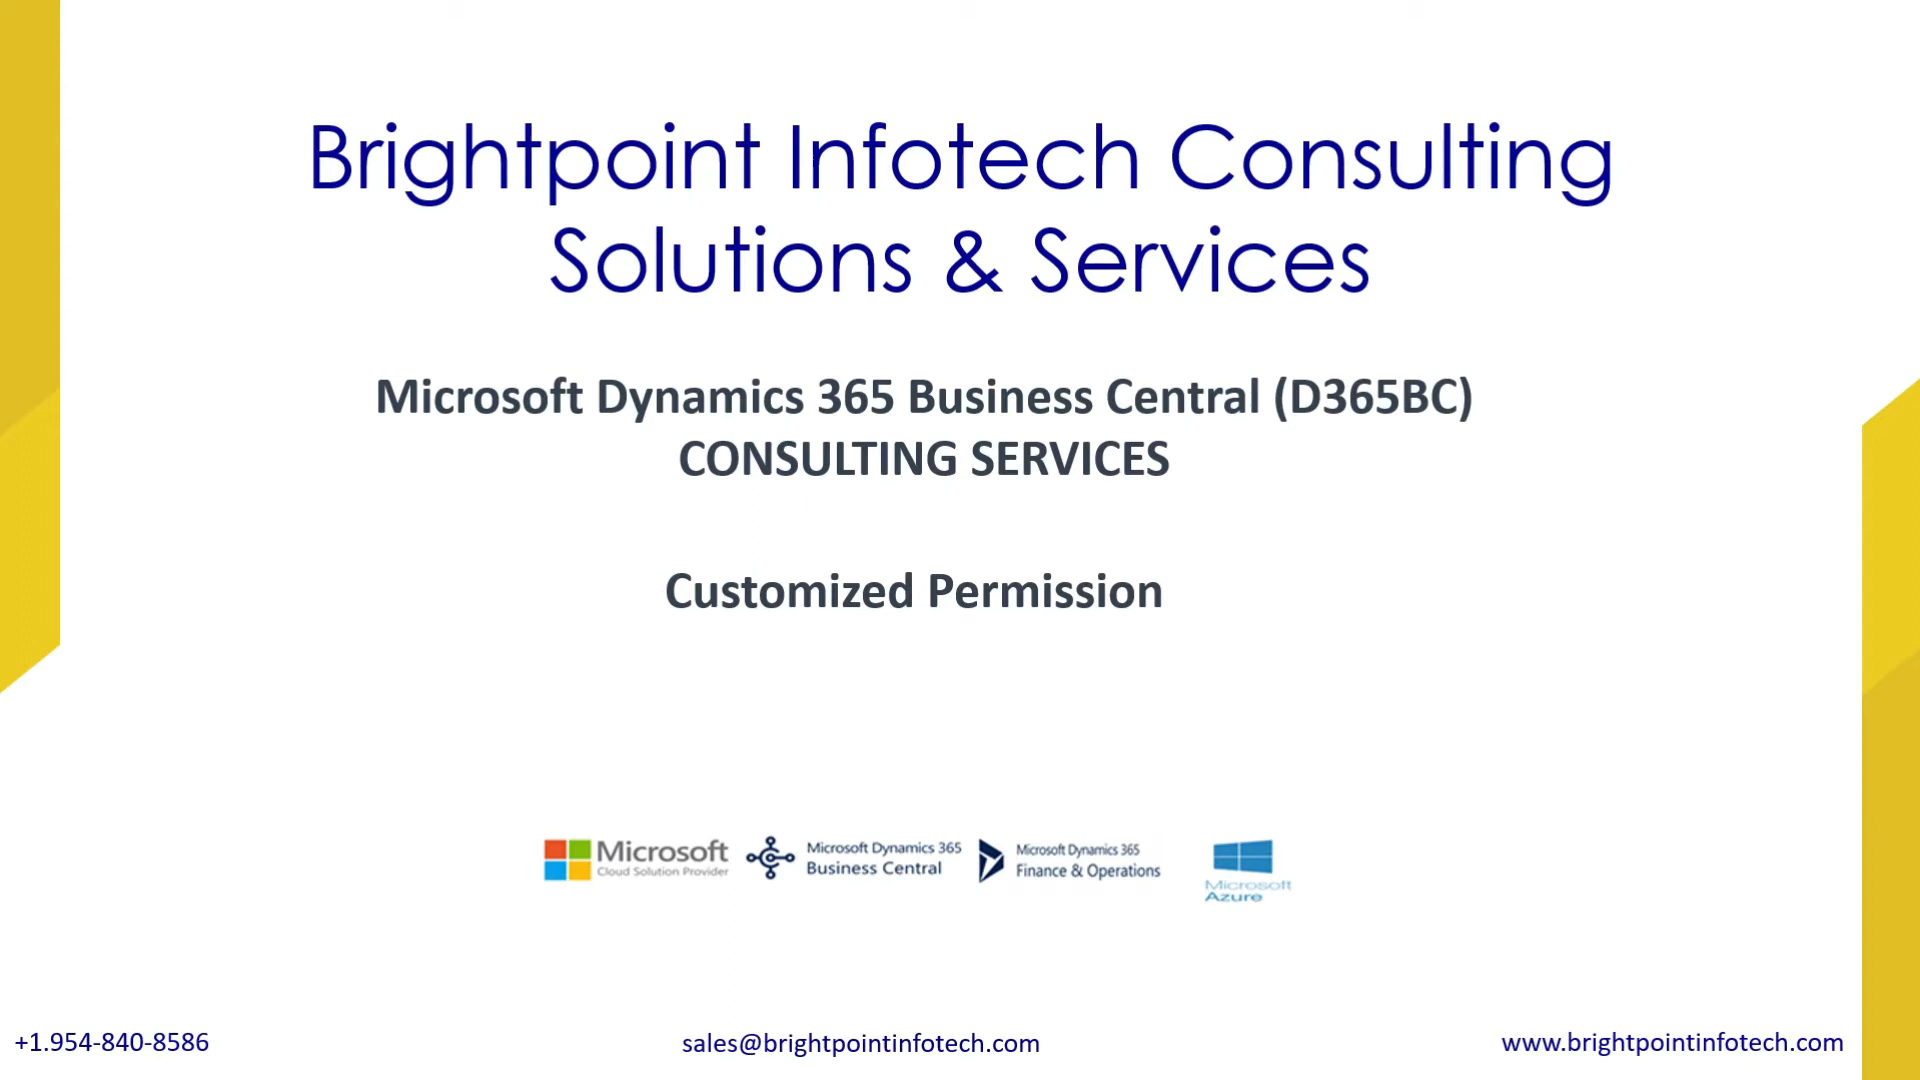 Brightpoint Infotech Consulting
Solutions & Services
Microsoft Dynamics 365 Business Central (D365BC)
CONSULTING SERVICES
Customized Permission
Microsoft
Cloud Solution Provider
Microsoft Dynamics 365
Business Central
Microsoft Dynamics 365
Finance & Operations
Microsoft
Azure
+1.954-840-8586
sales@brightpointinfotech.com
www.brightpointinfotech.com